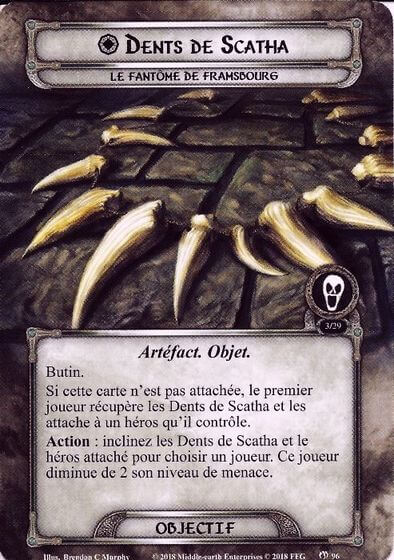 Dents de Scatha
Le Fantôme de Framsbourg
3/29
Artéfact. Objet.
Butin.
Si cette carte n'est pas attachée, le premier
joueur récupère les Dents de Scatha et les
attache à un héros qu'il contrôle.
Action : inclinez les Dents de Scatha et le
héros attaché pour choisir un joueur. Ce joueur
diminue de 2 son niveau de menace.
Objectif
Illus. Brendan C Murphy © 2018 Middle-earth Enterprises © 2018 FFG 96